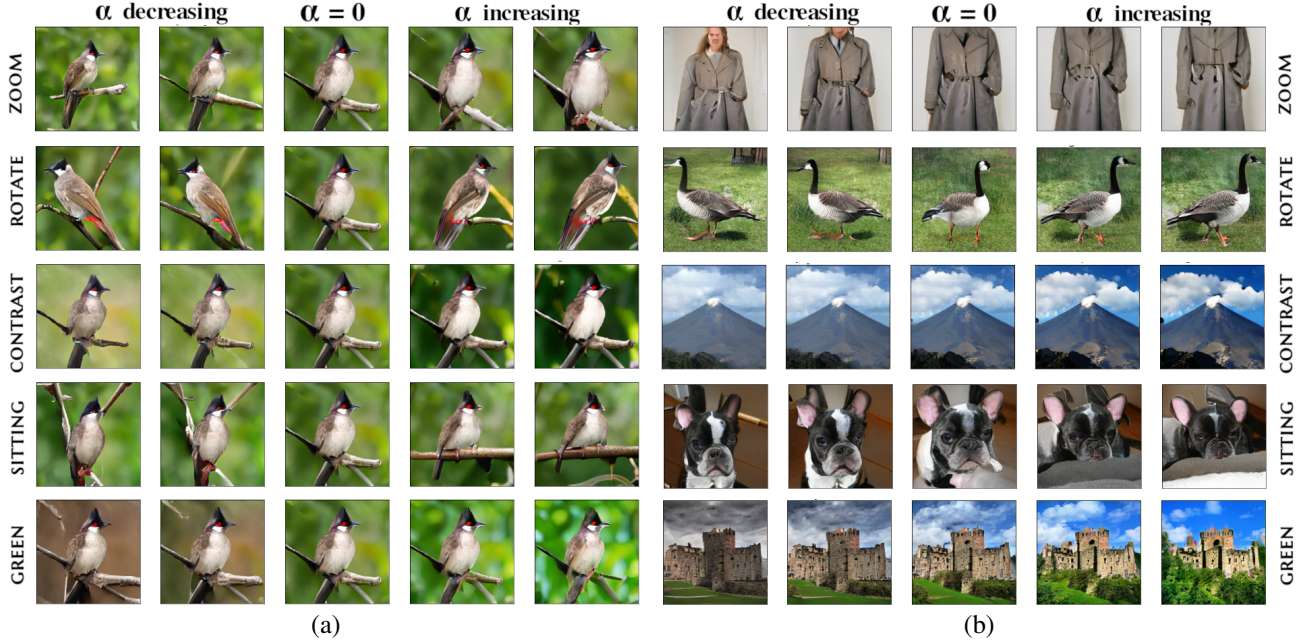 α decreasing α = 0 α increasing α decreasing α = 0 α increasing
ZOOM ZOOM
ROTATE ROTATE
CONTRAST CONTRAST
SITTING SITTING
GREEN GREEN
(a) (b)